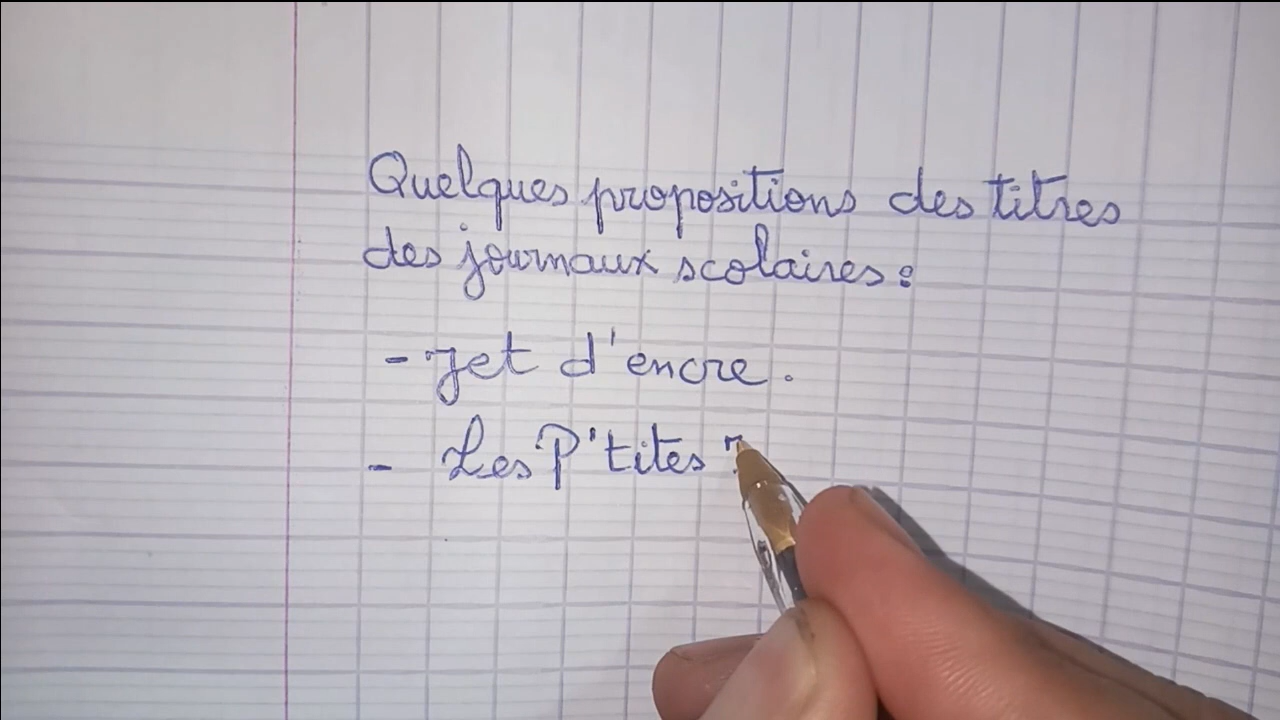 Quelques propositions des titres
des journaux scolaires :
- Jet d'encre.
- Les P'tites